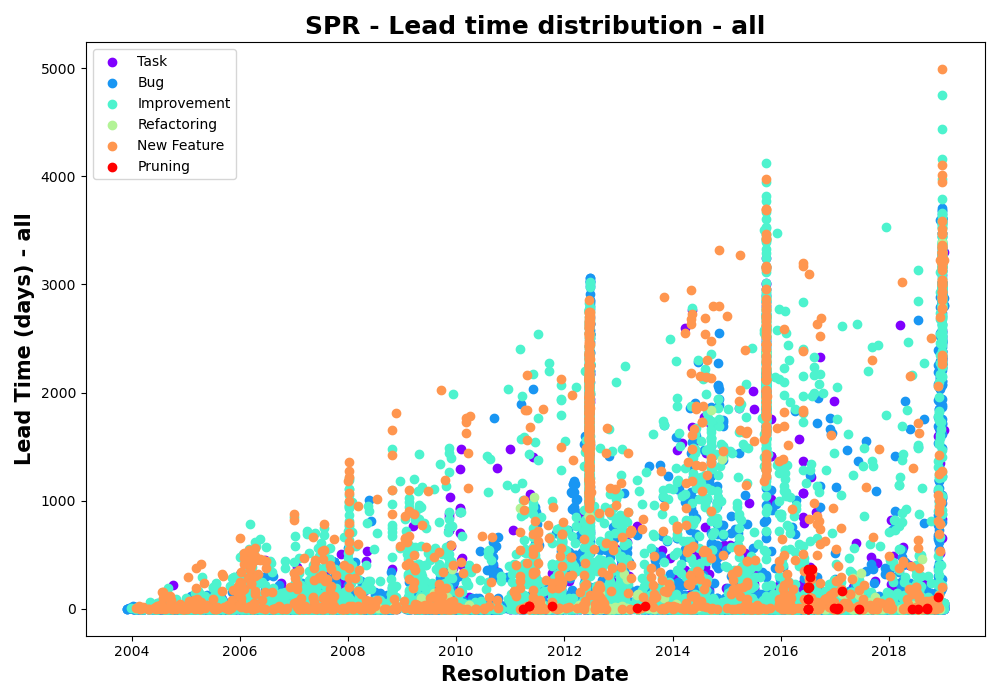 SPR - Lead time distribution - all
Lead Time (days) - all
5000
4000
3000
2000
1000
0
Task
Bug
Improvement
Refactoring
New Feature
Pruning
2004
2006
2008
2010
2012
2014
2016
2018
Resolution Date